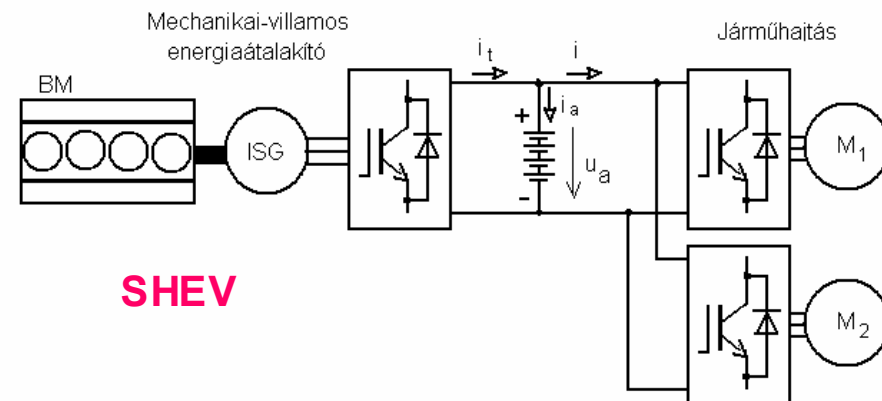 Mechanikai-villamos
energiaátalakító
Járműhajtás
BM
ISG
i_t
i
+
i_a
u_a
-
M_1
SHEV
M_2